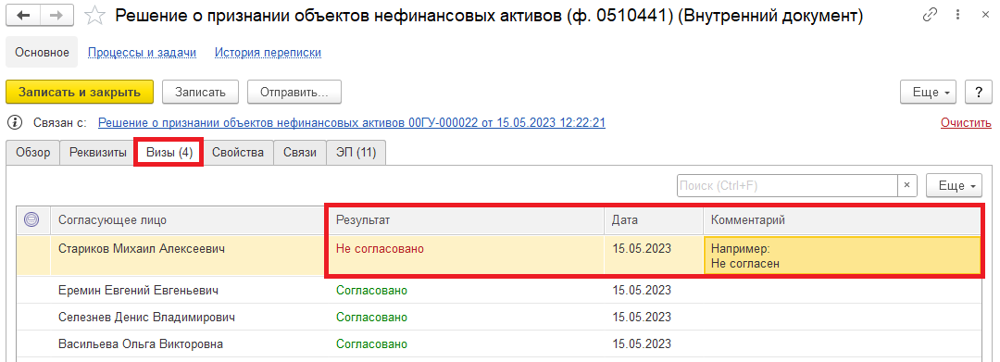 Решение о признании объектов нефинансовых активов (ф. 0510441) (Внутренний документ)
Основное Процессы и задачи История переписки
Записать и закрыть Записать Отправить... Еще ?
Связан с: Решение о признании объектов нефинансовых активов 00ГУ-000022 от 15.05.2023 12:22:21 Очистить
Обзор Реквизиты Визы (4) Свойства Связи ЭП (11)
Поиск (Ctrl+F) × Еще
Согласующее лицо Результат Дата Комментарий
Стариков Михаил Алексеевич Не согласовано 15.05.2023 Например:
Не согласен
Еремин Евгений Евгеньевич Согласовано 15.05.2023
Селезнев Денис Владимирович Согласовано 15.05.2023
Васильева Ольга Викторовна Согласовано 15.05.2023